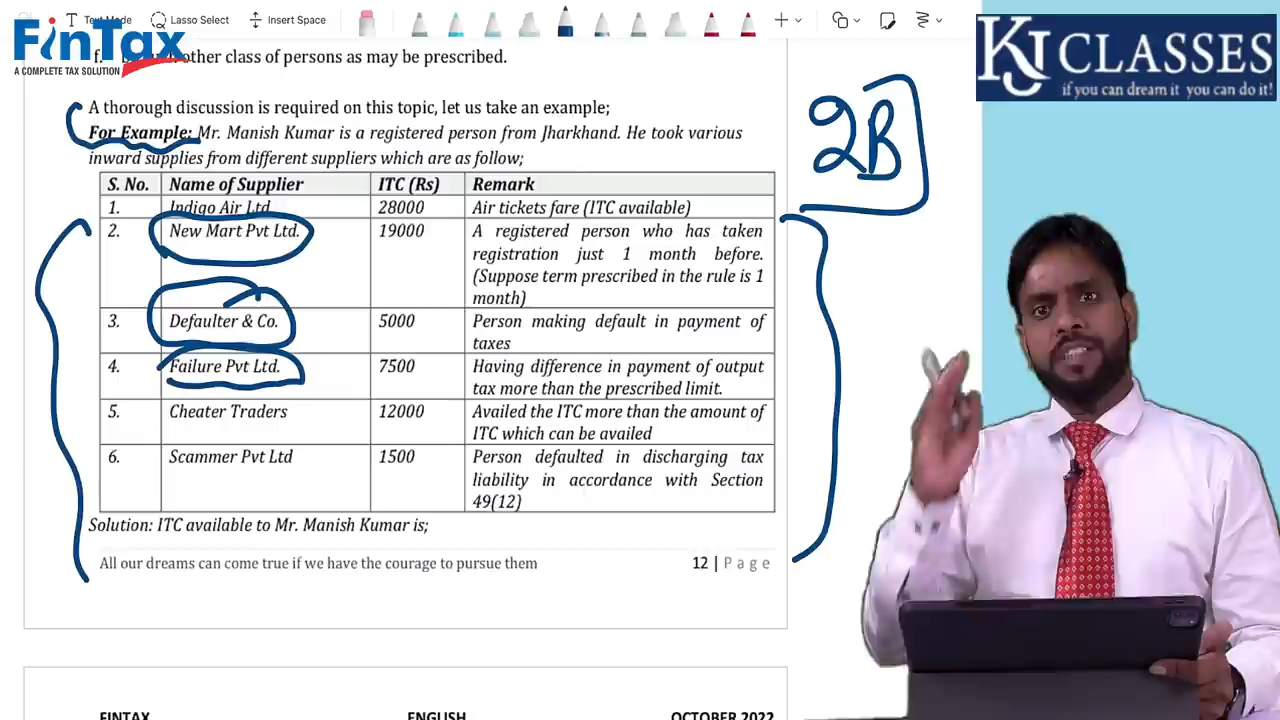 Text Mode
Lasso Select
Insert Space
FinTax
A COMPLETE TAX SOLUTION
KJ CLASSES
if you can dream it you can do it!
other class of persons as may be prescribed.
A thorough discussion is required on this topic, let us take an example;
For Example: Mr. Manish Kumar is a registered person from Jharkhand. He took various
inward supplies from different suppliers which are as follow;
2B
S. No. Name of Supplier ITC (Rs) Remark
1. Indigo Air Ltd 28000 Air tickets fare (ITC available)
2. New Mart Pvt Ltd. 19000 A registered person who has taken
registration just 1 month before.
(Suppose term prescribed in the rule is 1
month)
3. Defaulter & Co. 5000 Person making default in payment of
taxes
4. Failure Pvt Ltd. 7500 Having difference in payment of output
tax more than the prescribed limit.
5. Cheater Traders 12000 Availed the ITC more than the amount of
ITC which can be availed
6. Scammer Pvt Ltd 1500 Person defaulted in discharging tax
liability in accordance with Section
49(12)
Solution: ITC available to Mr. Manish Kumar is;
All our dreams can come true if we have the courage to pursue them 12 | Page
FINTAX ENGLISH OCTOBER 2022